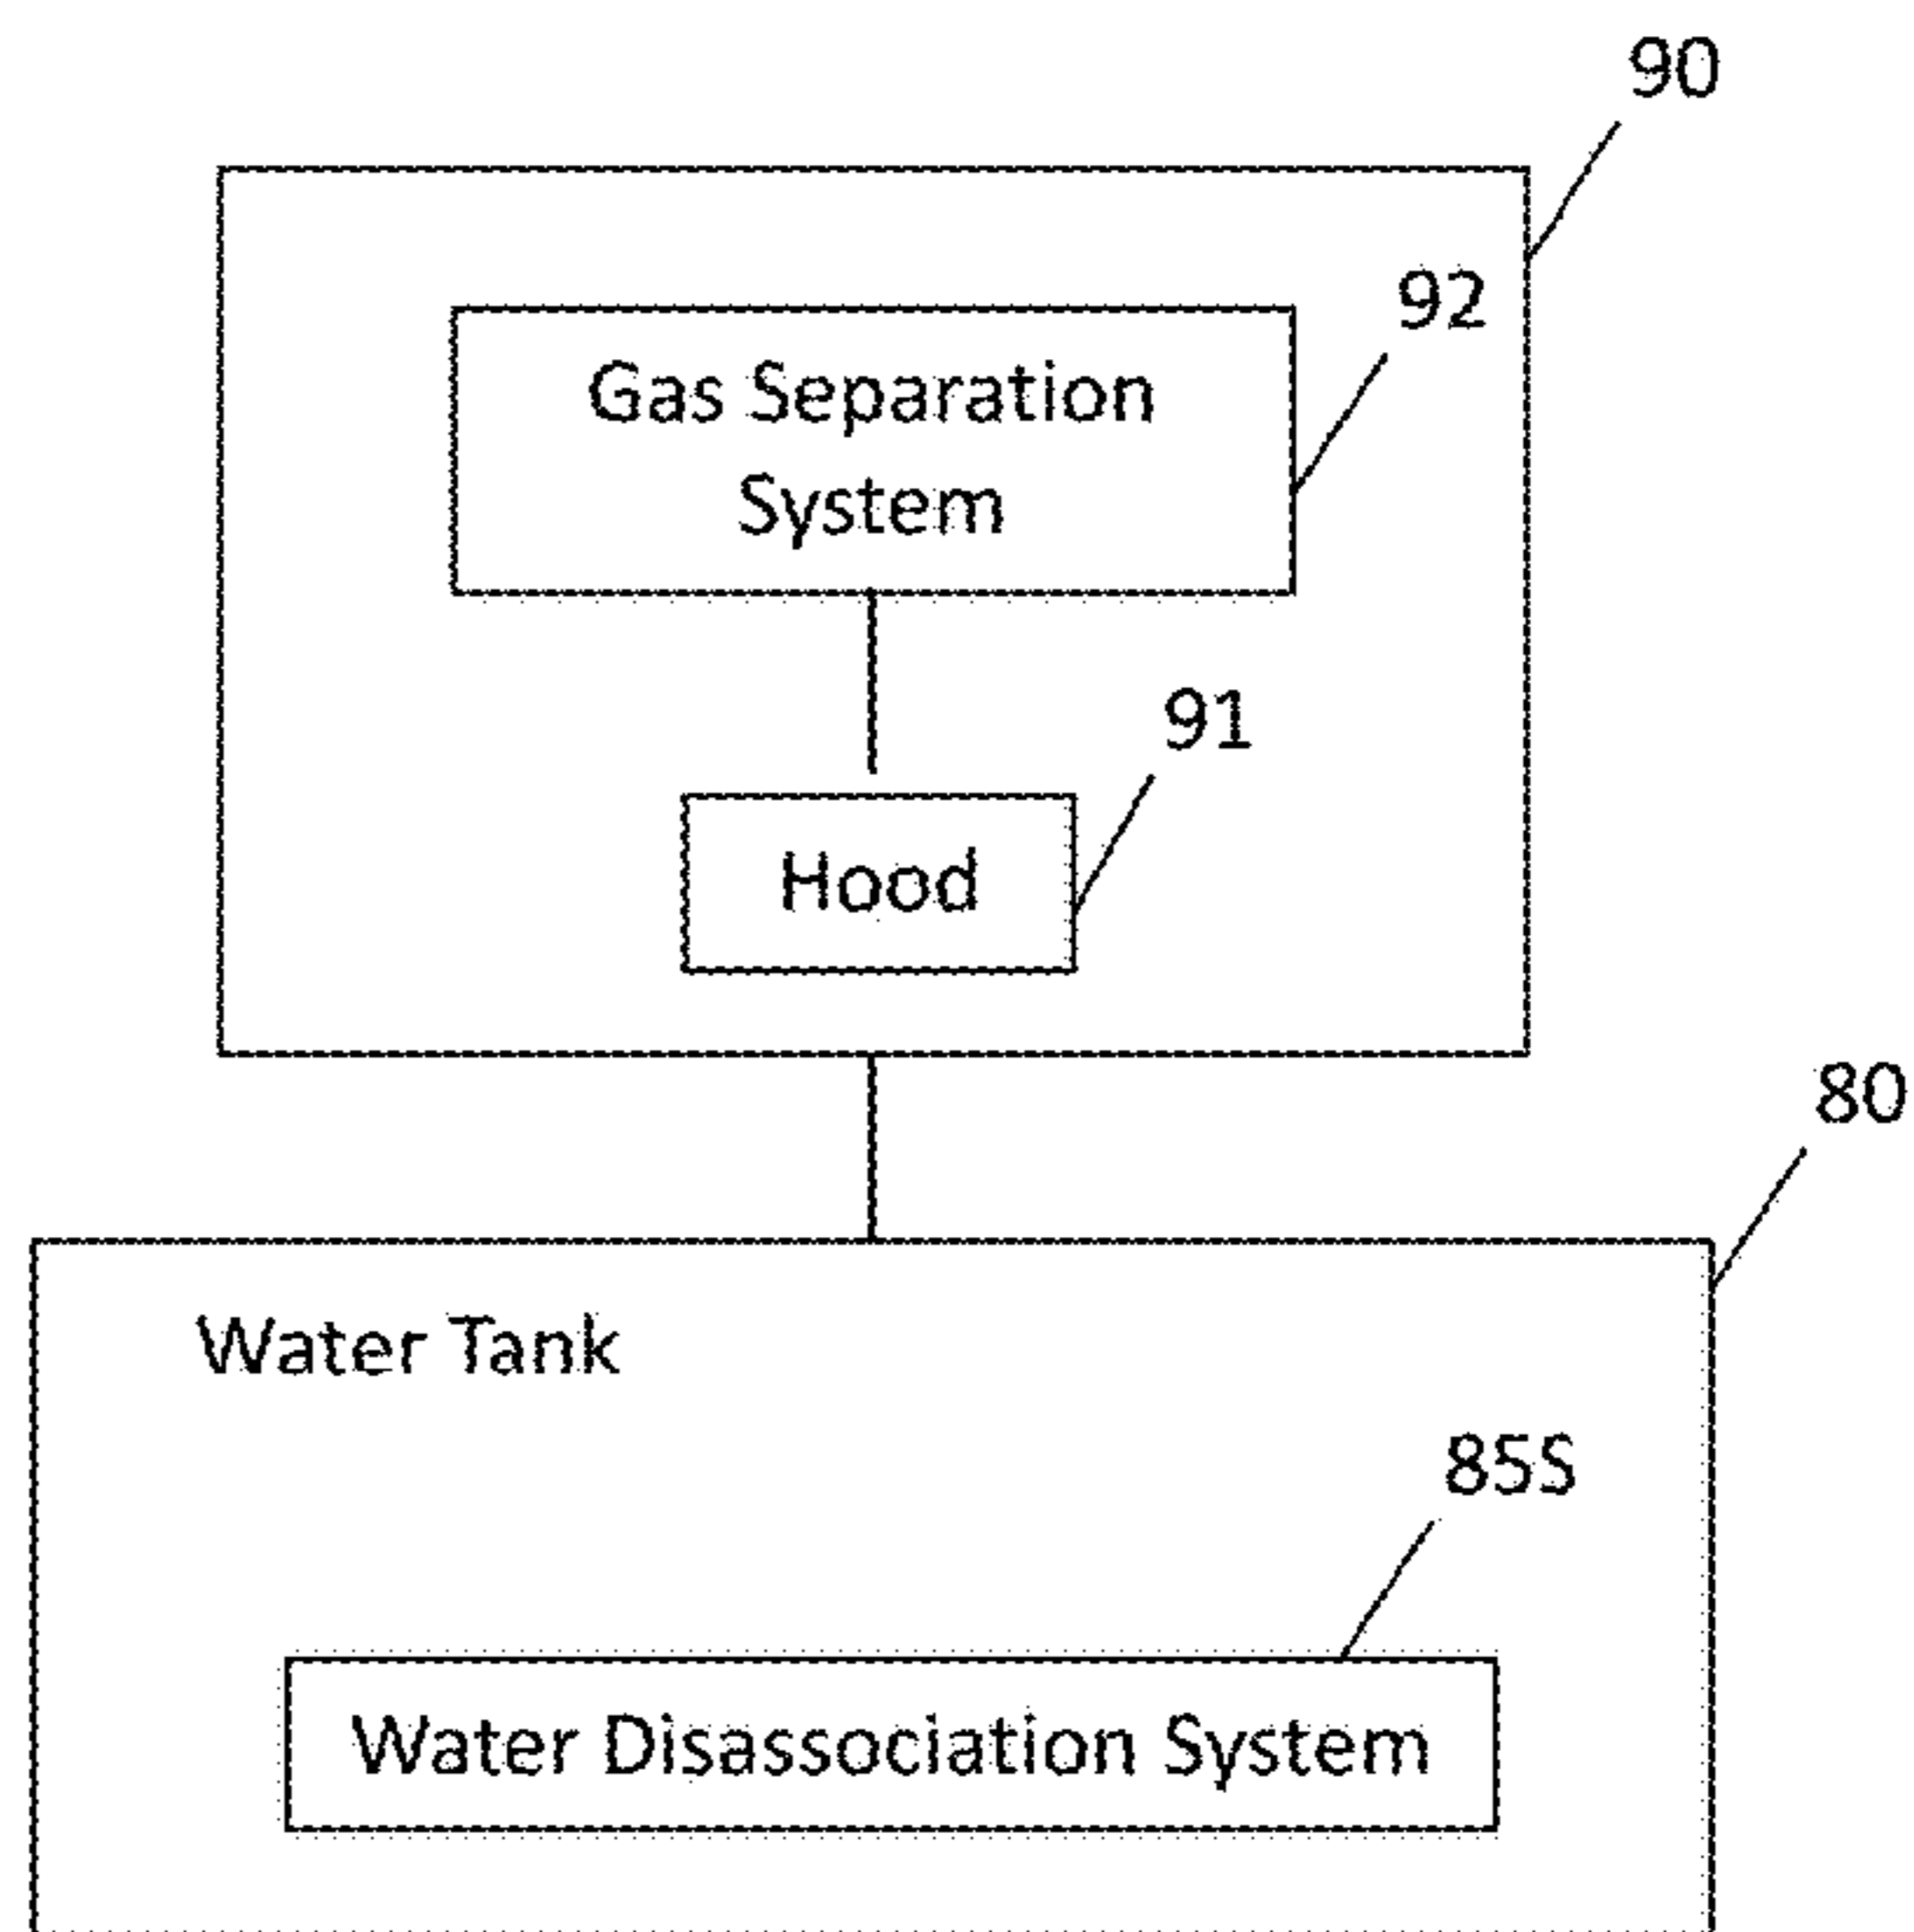 90
92
Gas Separation
System
91
Hood
80
Water Tank
85S
Water Disassociation System